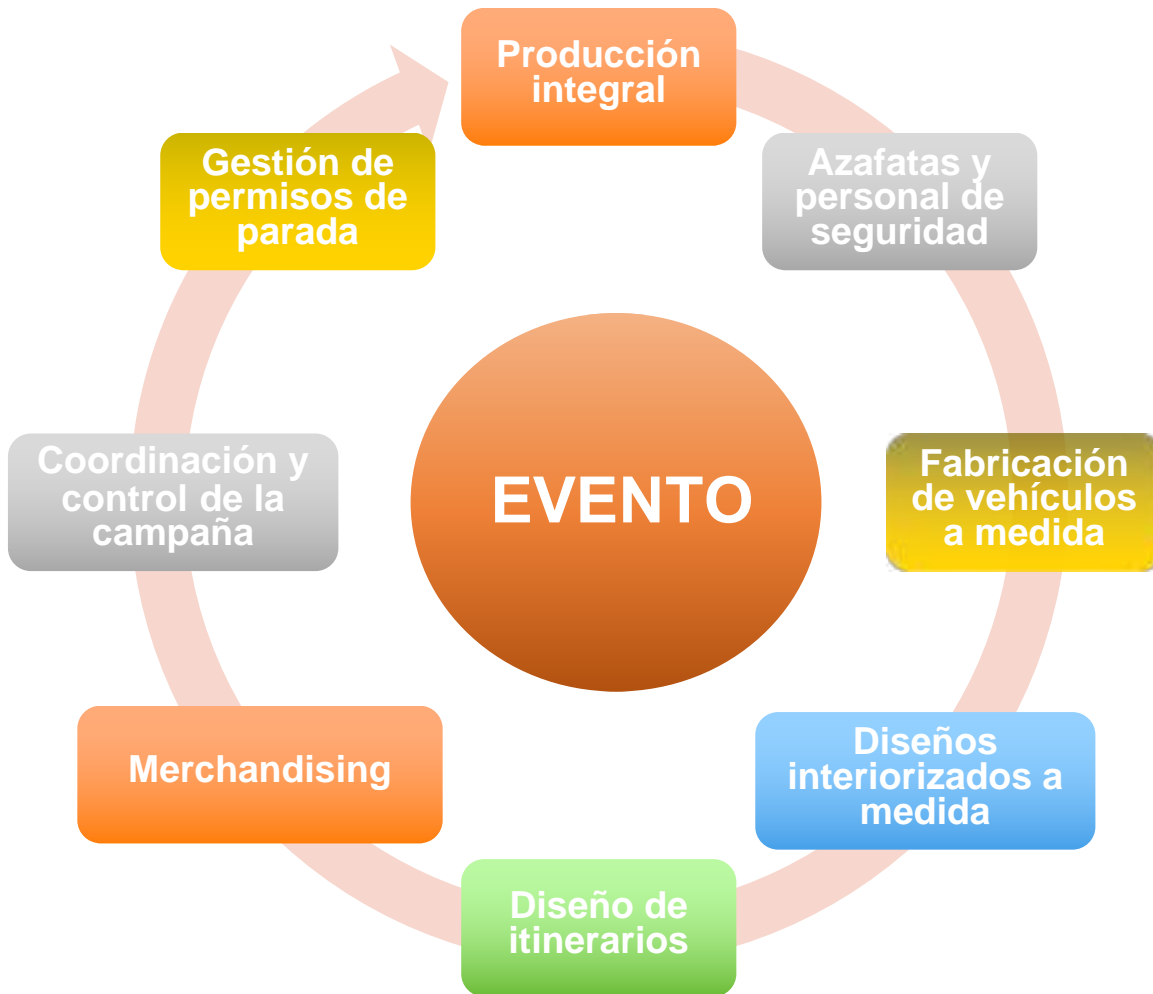 Producción
integral
Azafatas y
personal de
seguridad
Fabricación
de vehículos
a medida
Diseños
interiorizados a
medida
Diseño de
itinerarios
Merchandising
Coordinación y
control de la
campaña
Gestión de
permisos de
parada
EVENTO